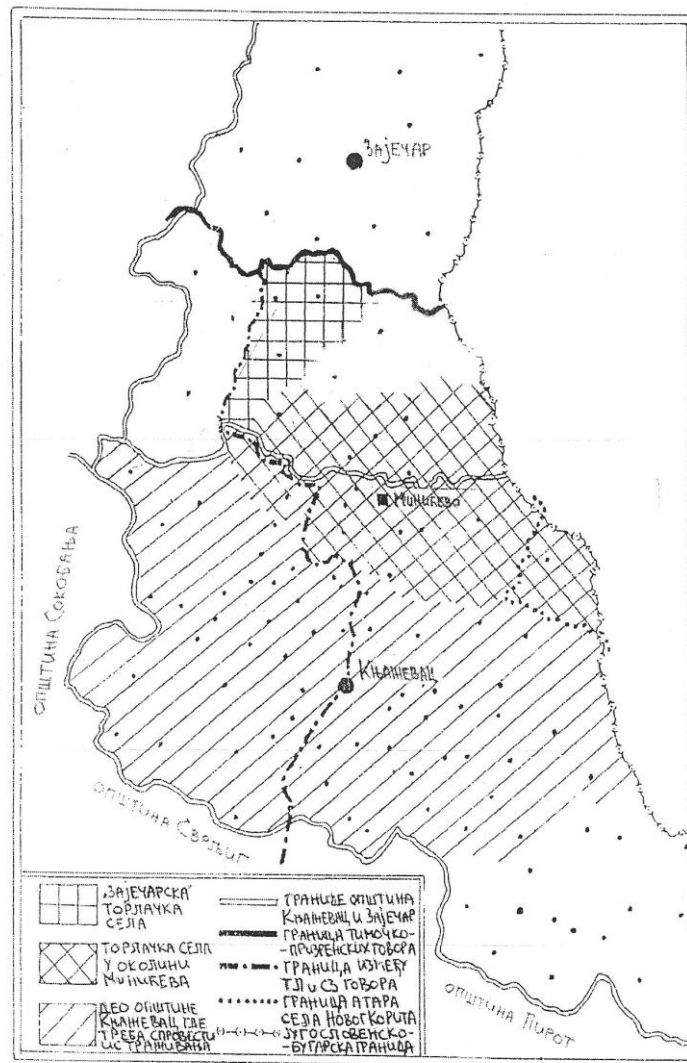 ЗАЈЕЧАР
МИНИЋЕВО
КЊАЖЕВАЦ
ОПШТИНА СОКОБАЊА
ОПШТИНА СВРЉИГ
ОПШТИНА ПИРОТ
„ЗАЈЕЧАРСКА"
ТОРЛАЧКА
СЕЛА
ТОРЛАЧКА СЕЛА
У ОКОЛИНИ
МИНИЋЕВА
ДЕО ОПШТИНЕ
КЊАЖЕВАЦ ГДЕ
ТРЕБА СПРОВЕСТИ
ИСТРАЖИВАЊА
ГРАНИЦЕ ОПШТИНА
КЊАЖЕВАЦ И ЗАЈЕЧАР
ГРАНИЦА ТИМОЧКО-
-ПРИЗРЕНСКИХ ГОВОРА
ГРАНИЦА ИЗМЕЂУ
ТЛ И СЗ ГОВОРА
ГРАНИЦА АТАРА
СЕЛА НОВОГ КОРИТА
ЈУГОСЛОВЕНСКО-
-БУГАРСКА ГРАНИЦА